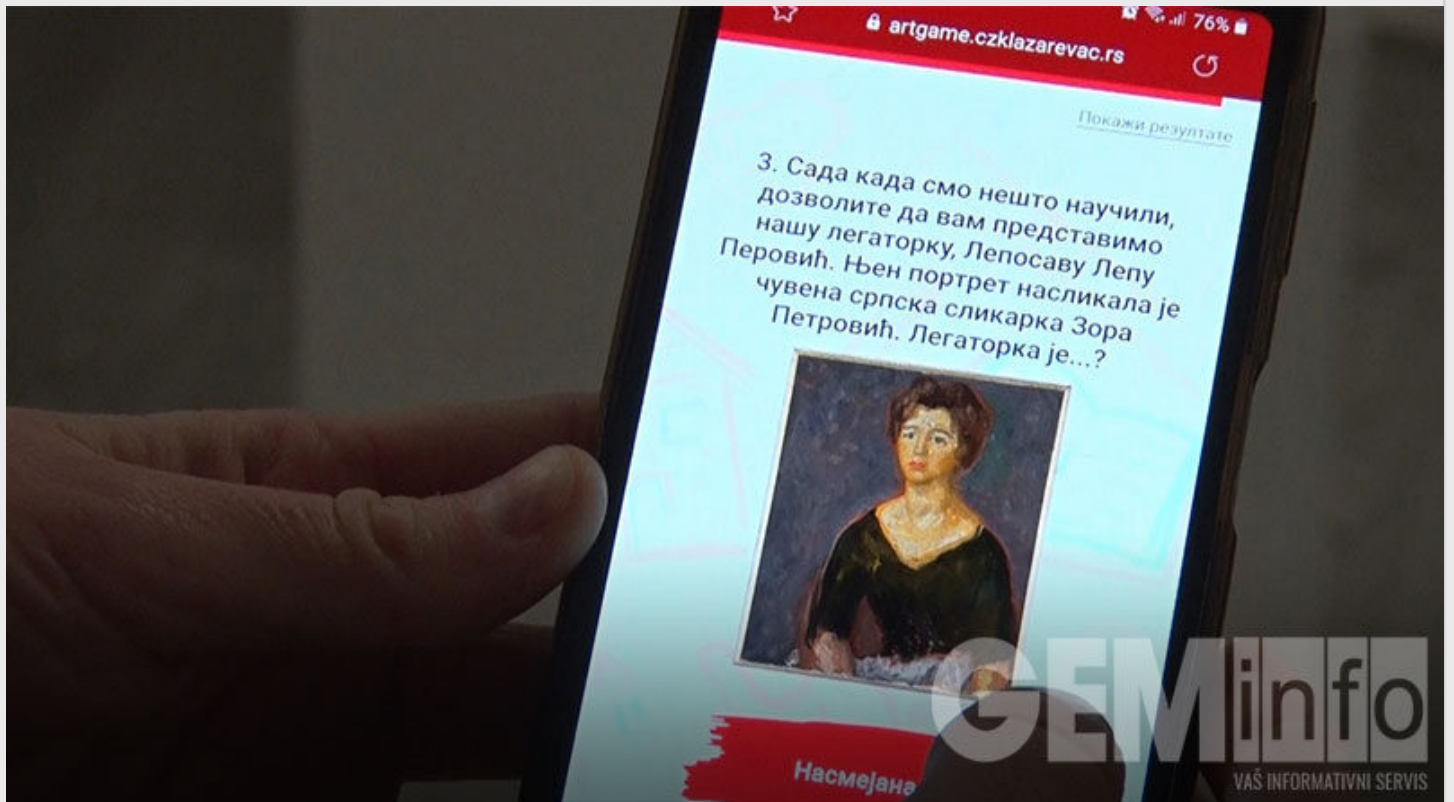 76%
artgame.czklazarevac.rs
Покажи резултате
3. Сада када смо нешто научили,
дозволите да вам представимо
нашу легаторку, Лепосаву Лепу
Перовић. Њен портрет насликала је
чувена српска сликарка Зора
Петровић. Легаторка је...?
Насмејана
GEMinfo
VAŠ INFORMATIVNI SERVIS